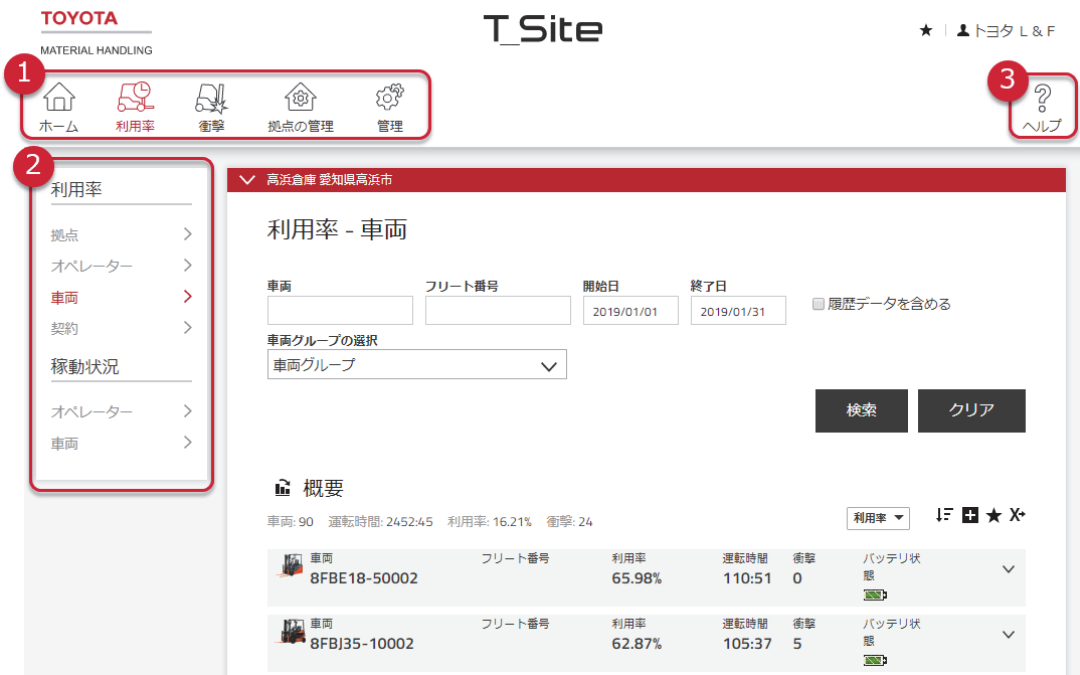 TOYOTA
MATERIAL HANDLING
T_Site
トヨタ L & F
1
ホーム 利用率 衝撃 拠点の管理 管理
3
ヘルプ
2
利用率
拠点
オペレーター
車両
契約
稼動状況
オペレーター
車両
高浜倉庫 愛知県高浜市
利用率 - 車両
車両 フリート番号 開始日 終了日
2019/01/01 2019/01/31 履歴データを含める
車両グループの選択
車両グループ
検索 クリア
概要
車両: 90 運転時間: 2452:45 利用率: 16.21% 衝撃: 24
利用率
車両 フリート番号 利用率 運転時間 衝撃 バッテリ状態
8FBE18-50002 65.98% 110:51 0
車両 フリート番号 利用率 運転時間 衝撃 バッテリ状態
8FBJ35-10002 62.87% 105:37 5